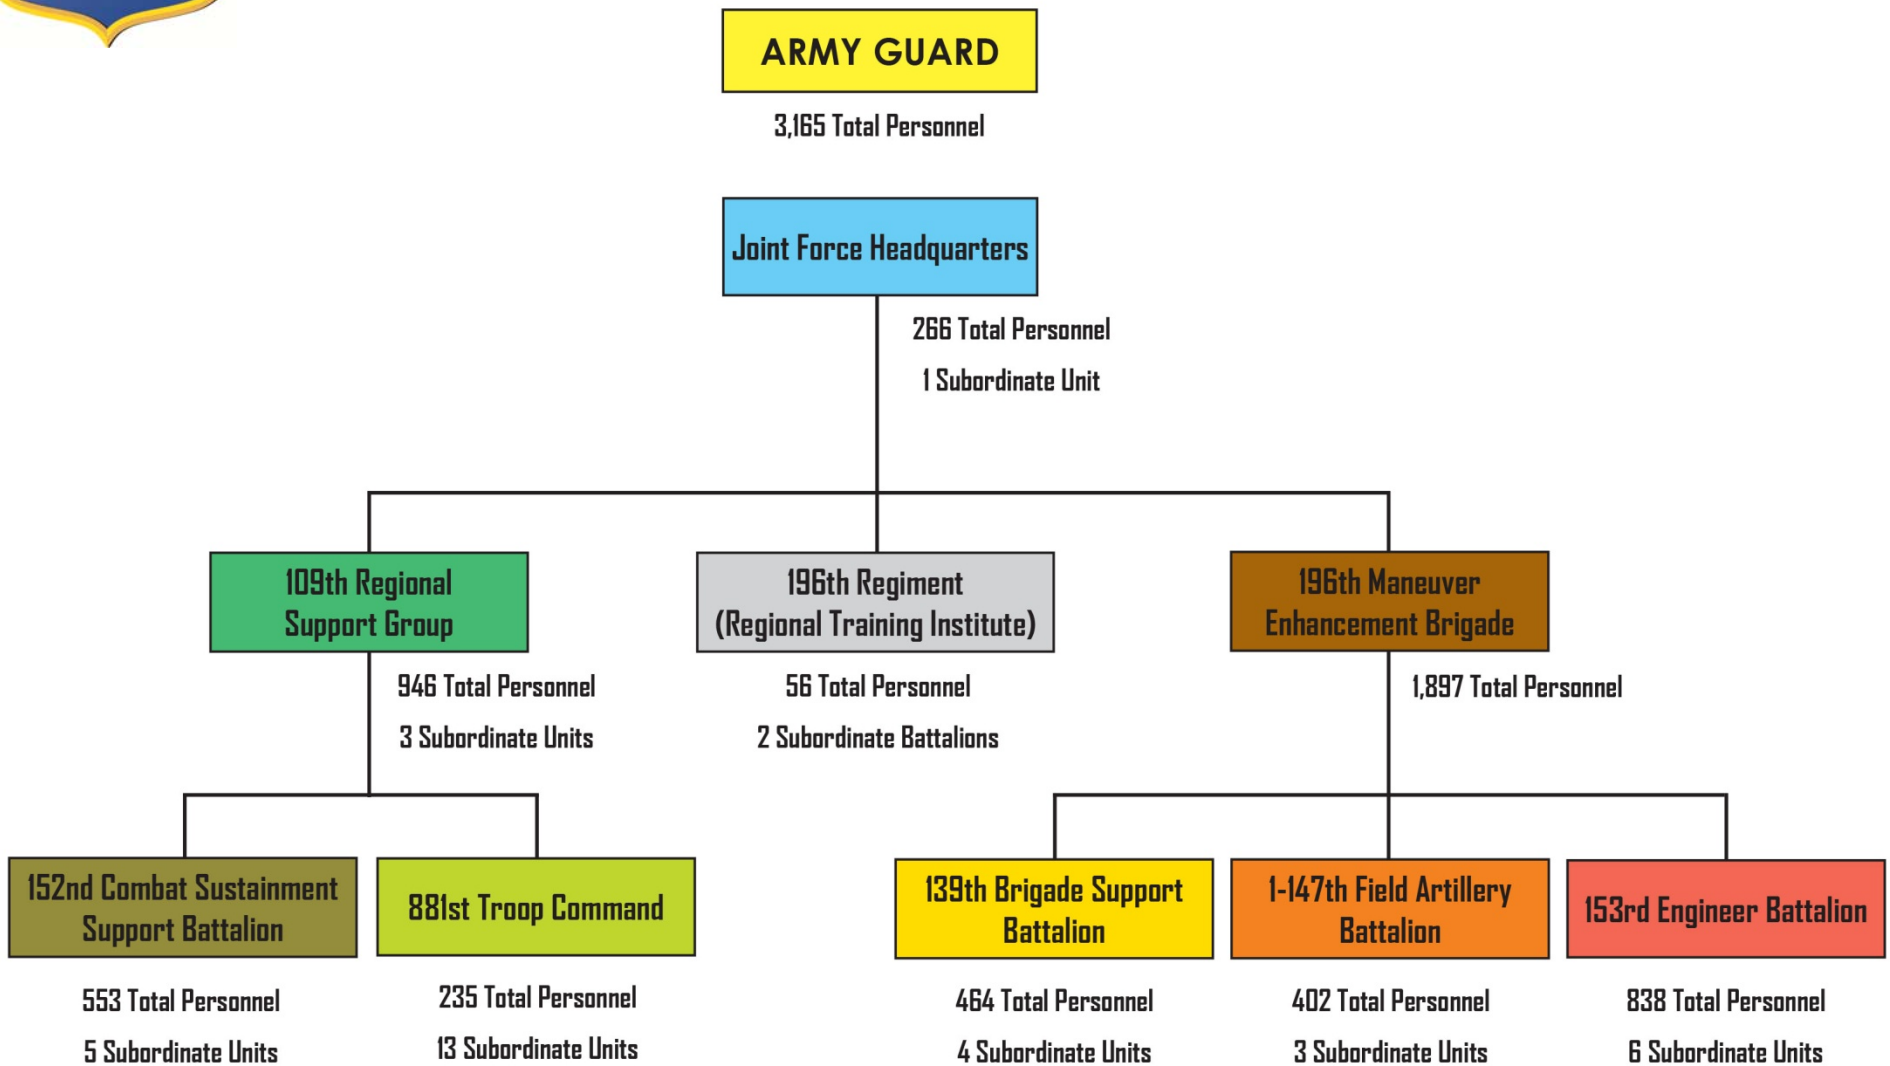 ARMY GUARD
3,165 Total Personnel
Joint Force Headquarters
266 Total Personnel
1 Subordinate Unit
109th Regional
Support Group
946 Total Personnel
3 Subordinate Units
196th Regiment
(Regional Training Institute)
56 Total Personnel
2 Subordinate Battalions
196th Maneuver
Enhancement Brigade
1,897 Total Personnel
152nd Combat Sustainment
Support Battalion
553 Total Personnel
5 Subordinate Units
881st Troop Command
235 Total Personnel
13 Subordinate Units
139th Brigade Support
Battalion
464 Total Personnel
4 Subordinate Units
1-147th Field Artillery
Battalion
402 Total Personnel
3 Subordinate Units
153rd Engineer Battalion
838 Total Personnel
6 Subordinate Units